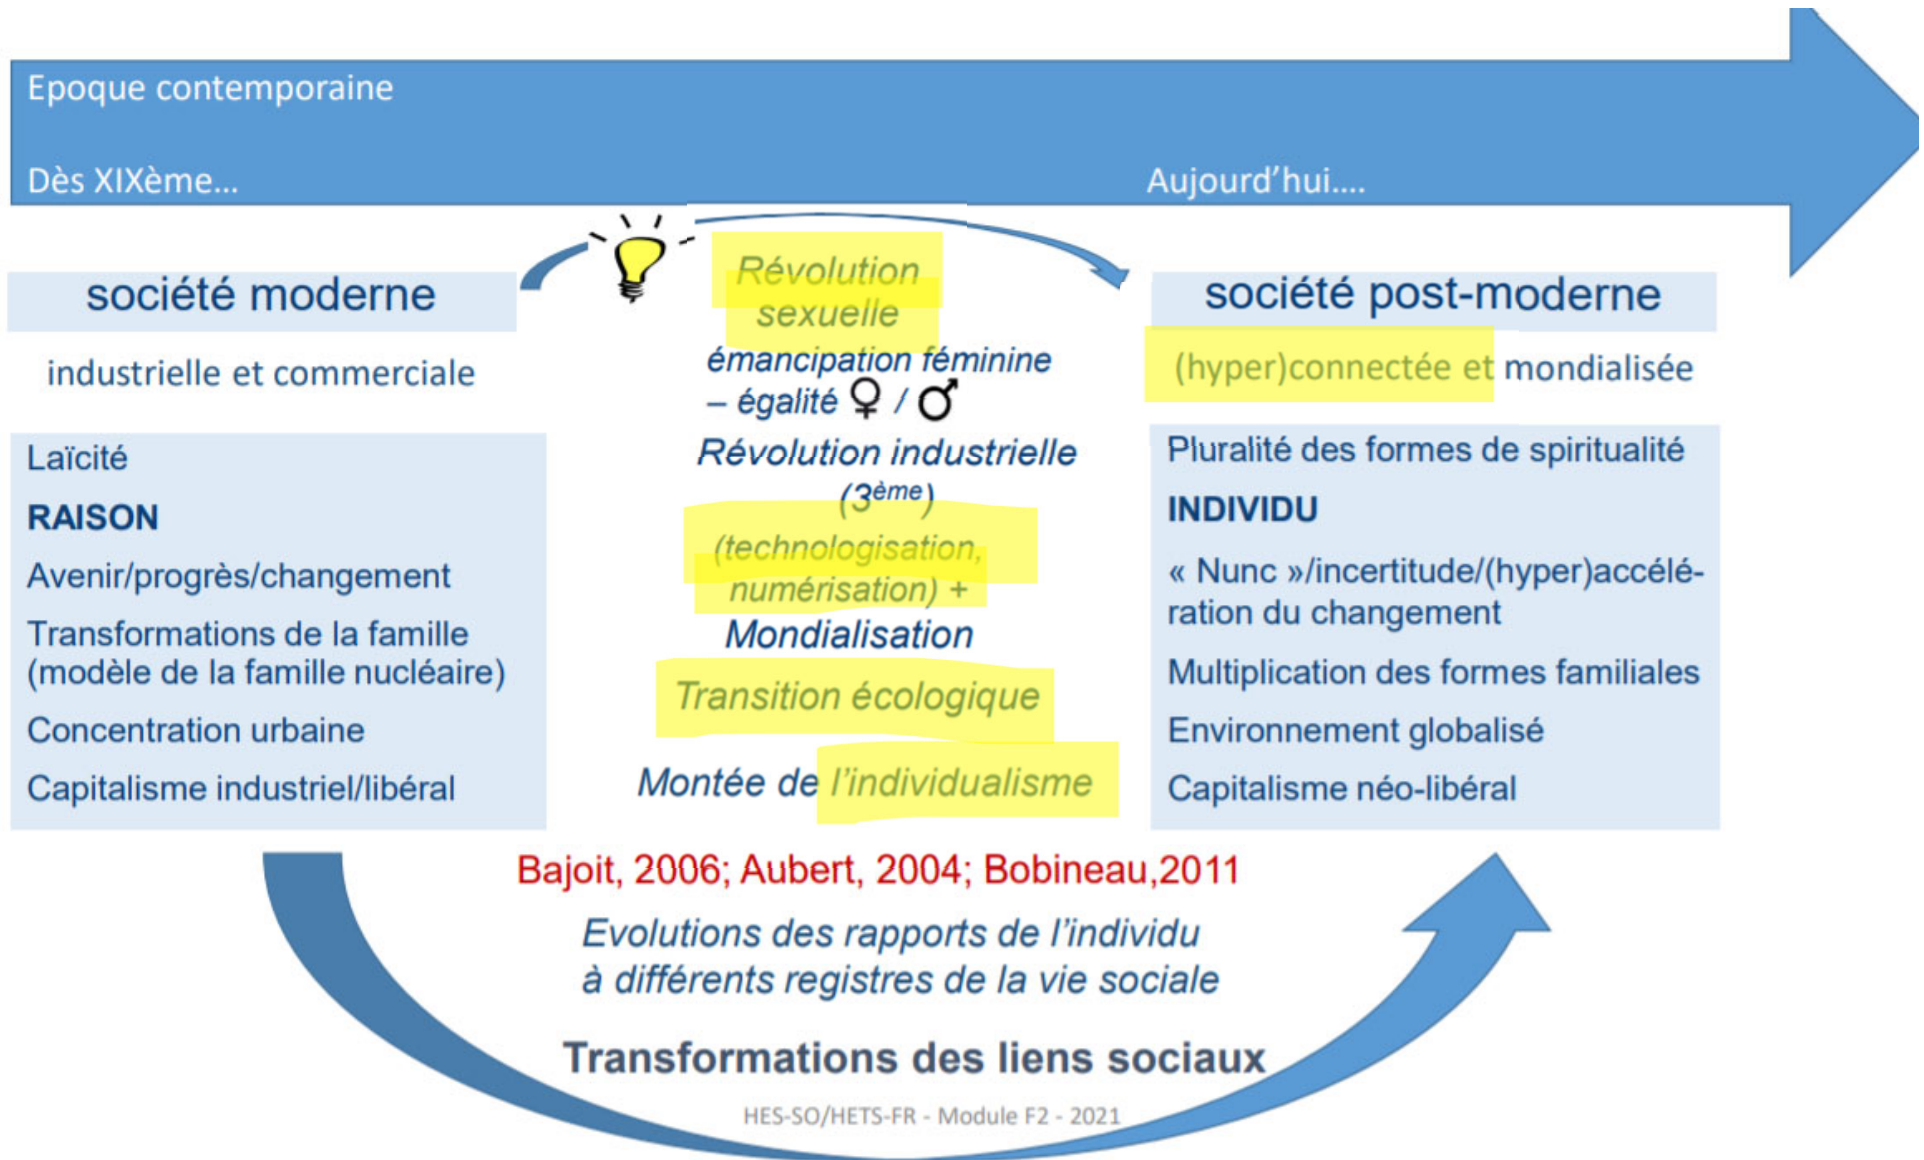 Epoque contemporaine
Dès XIXème...
Aujourd'hui....
société moderne
industrielle et commerciale
Laïcité
RAISON
Avenir/progrès/changement
Transformations de la famille
(modèle de la famille nucléaire)
Concentration urbaine
Capitalisme industriel/libéral
Révolution
sexuelle
émancipation féminine
– égalité ♀ / ♂
Révolution industrielle
(3ème)
(technologisation,
numérisation) +
Mondialisation
Transition écologique
Montée de l'individualisme
société post-moderne
(hyper)connectée et mondialisée
Pluralité des formes de spiritualité
INDIVIDU
« Nunc »/incertitude/(hyper)accélé-
ration du changement
Multiplication des formes familiales
Environnement globalisé
Capitalisme néo-libéral
Bajoit, 2006; Aubert, 2004; Bobineau,2011
Evolutions des rapports de l'individu
à différents registres de la vie sociale
Transformations des liens sociaux
HES-SO/HETS-FR - Module F2 - 2021